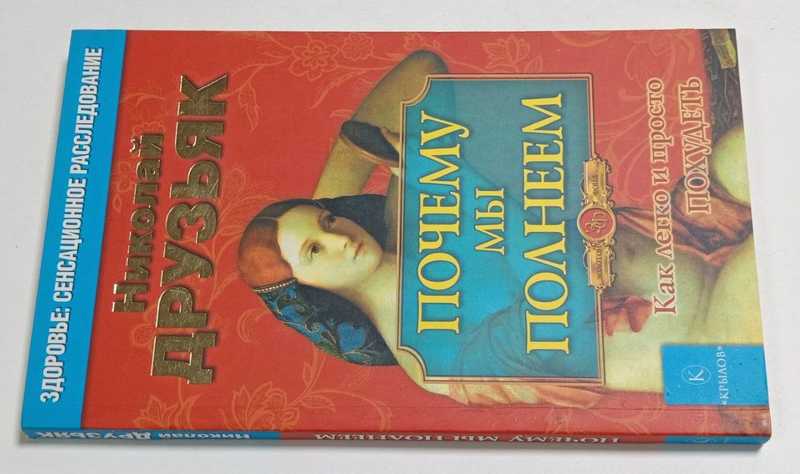 ЗДОРОВЬЕ: СЕНСАЦИОННОЕ РАССЛЕДОВАНИЕ
Николай
ДРУЗЬЯК
ПОЧЕМУ
МЫ
ПОЛНЕЕМ
Как легко и просто
ПОХУДЕТЬ
К
«КРЫЛОВ»
Николай ДРУЗЬЯК
ПОЧЕМУ МЫ ПОЛНЕЕМ